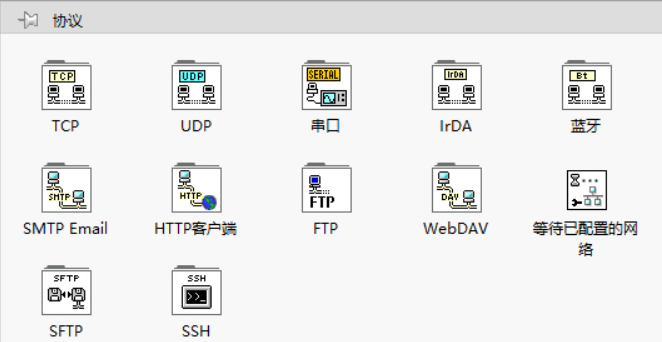 协议
TCP
UDP
SERIAL
IrDA
Bt
TCP
UDP
串口
IrDA
蓝牙
SMTP
HTTP
FTP
DAV
SMTP Email
HTTP客户端
FTP
WebDAV
等待已配置的网
络
SFTP
SSH
SFTP
SSH